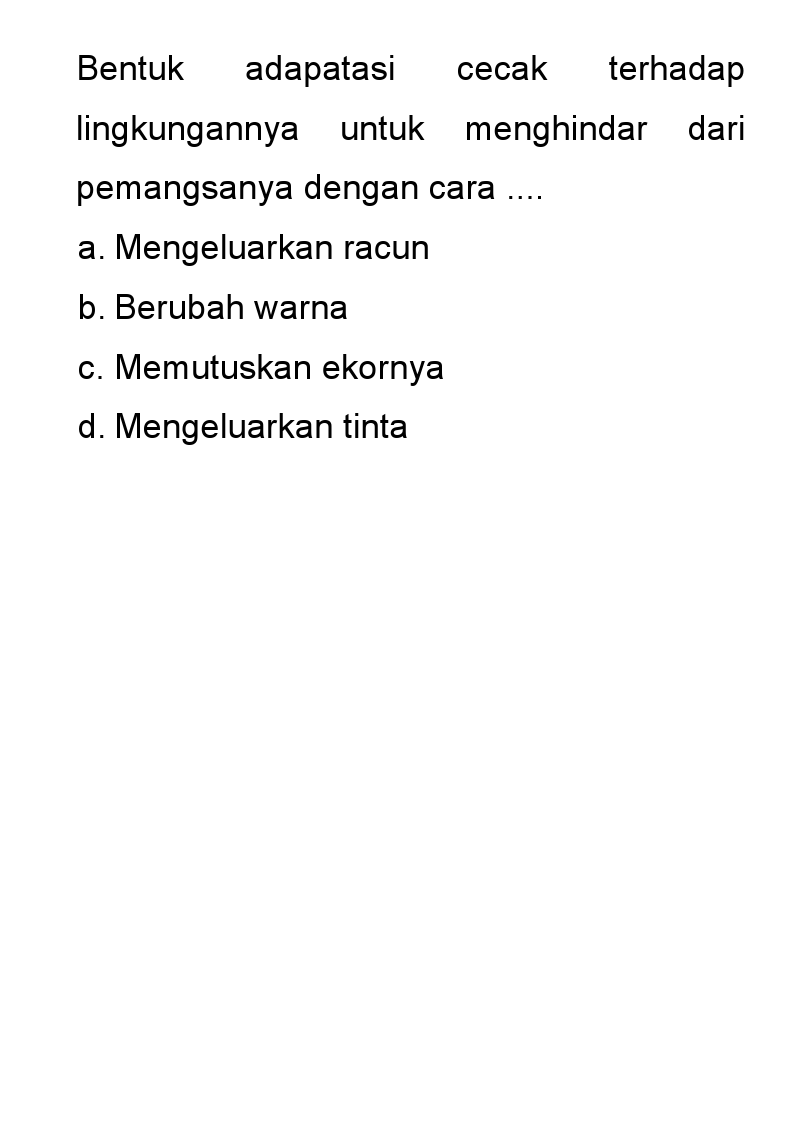 Bentuk adapatasi cecak terhadap
lingkungannya untuk menghindar dari
pemangsanya dengan cara ....
a. Mengeluarkan racun
b. Berubah warna
c. Memutuskan ekornya
d. Mengeluarkan tinta